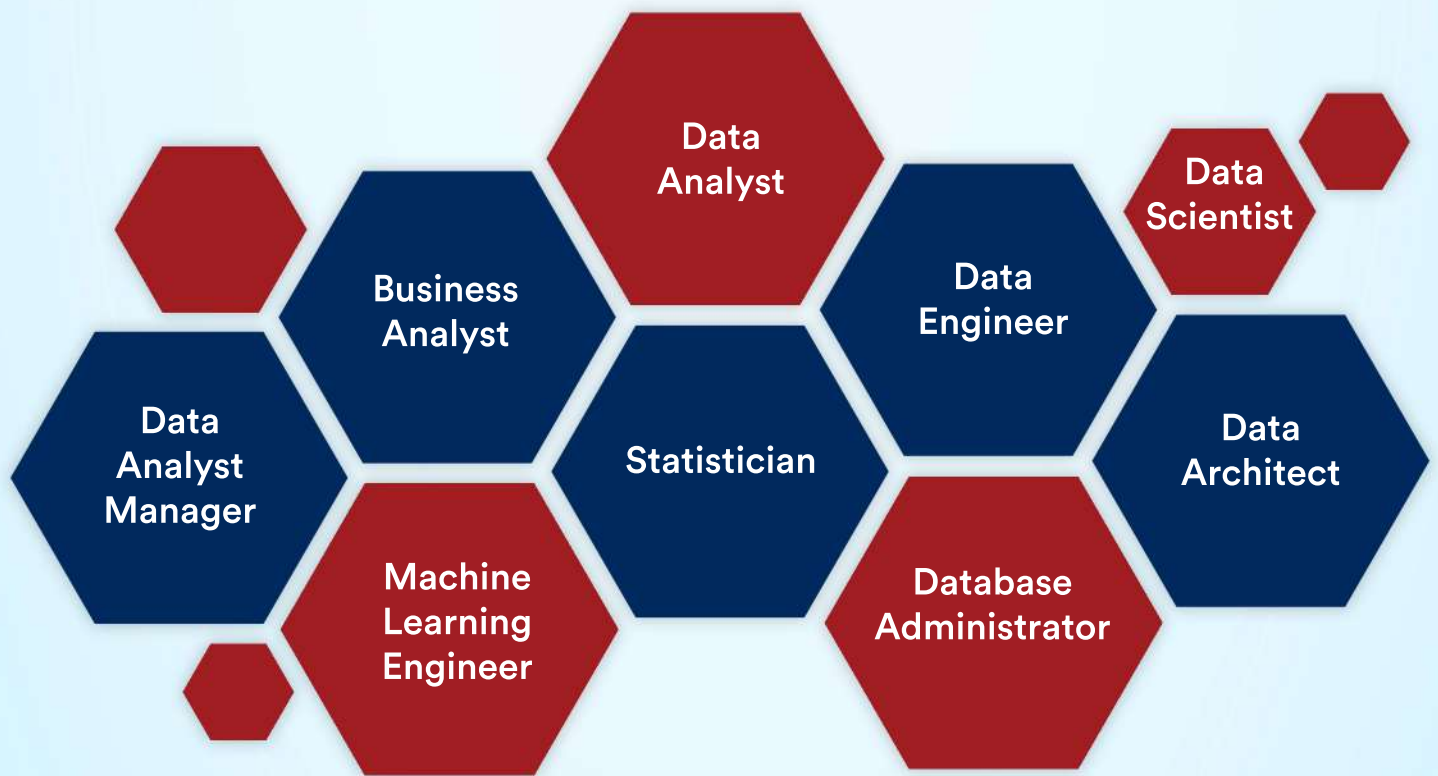 Data
Analyst
Data
Scientist
Business
Analyst
Data
Engineer
Data
Analyst
Manager
Statistician
Data
Architect
Machine
Learning
Engineer
Database
Administrator